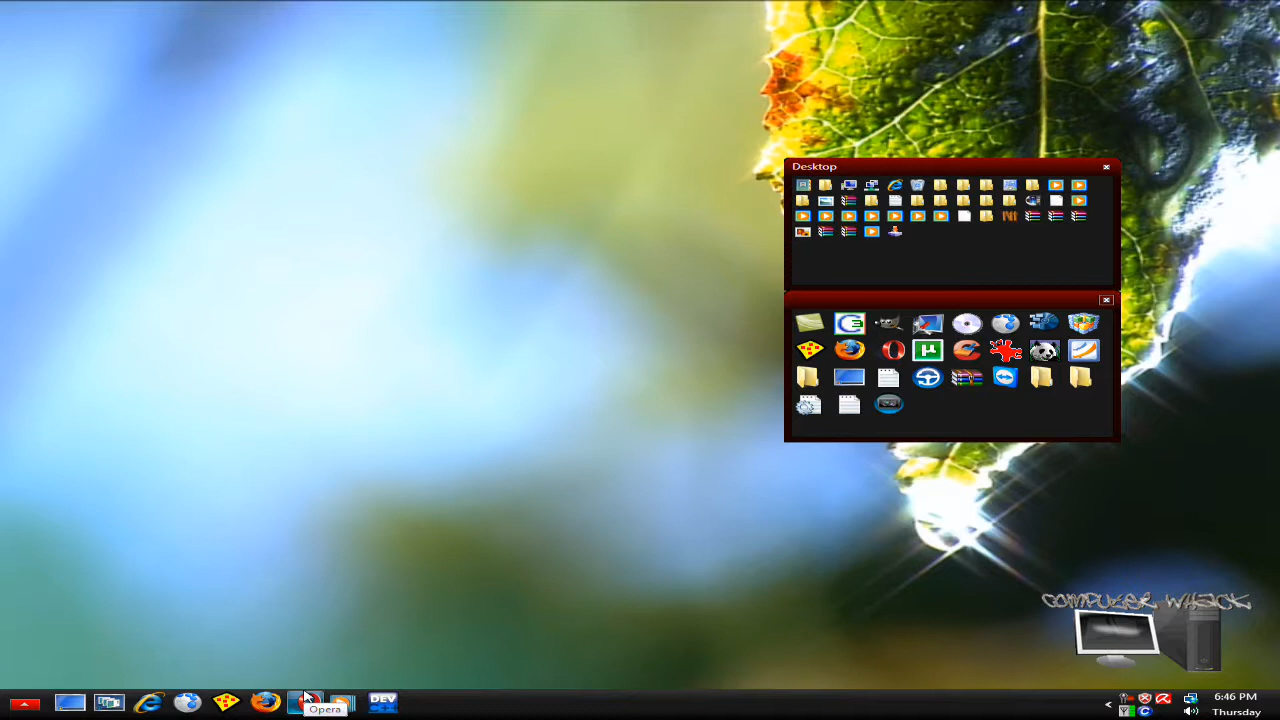 Desktop
COMPUTER WHACK
DEV
Opera
6:46 PM
Thursday